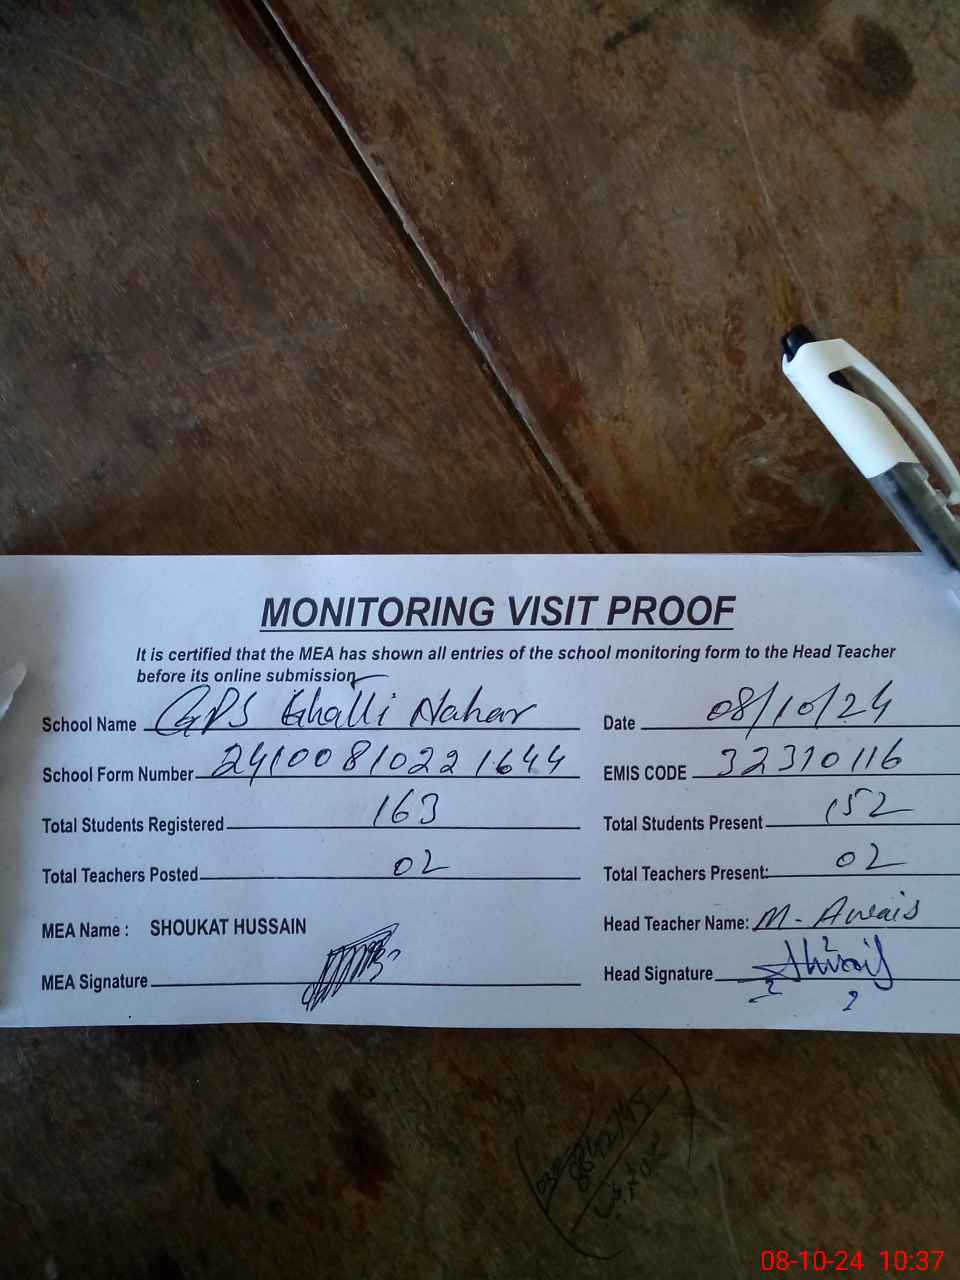 MONITORING VISIT PROOF
It is certified that the MEA has shown all entries of the school monitoring form to the Head Teacher
before its online submission
School Name GPS Ghalli Nahar Date 08/10/24
School Form Number 2410081022 1644 EMIS CODE 32310116
Total Students Registered 163 Total Students Present 152
Total Teachers Posted 02 Total Teachers Present: 02
MEA Name : SHOUKAT HUSSAIN Head Teacher Name: M- Awais
MEA Signature Head Signature
08-10-24 10:37